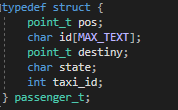 typedef struct {
    point_t pos;
    char id[MAX_TEXT];
    point_t destiny;
    char state;
    int taxi_id;
} passenger_t;